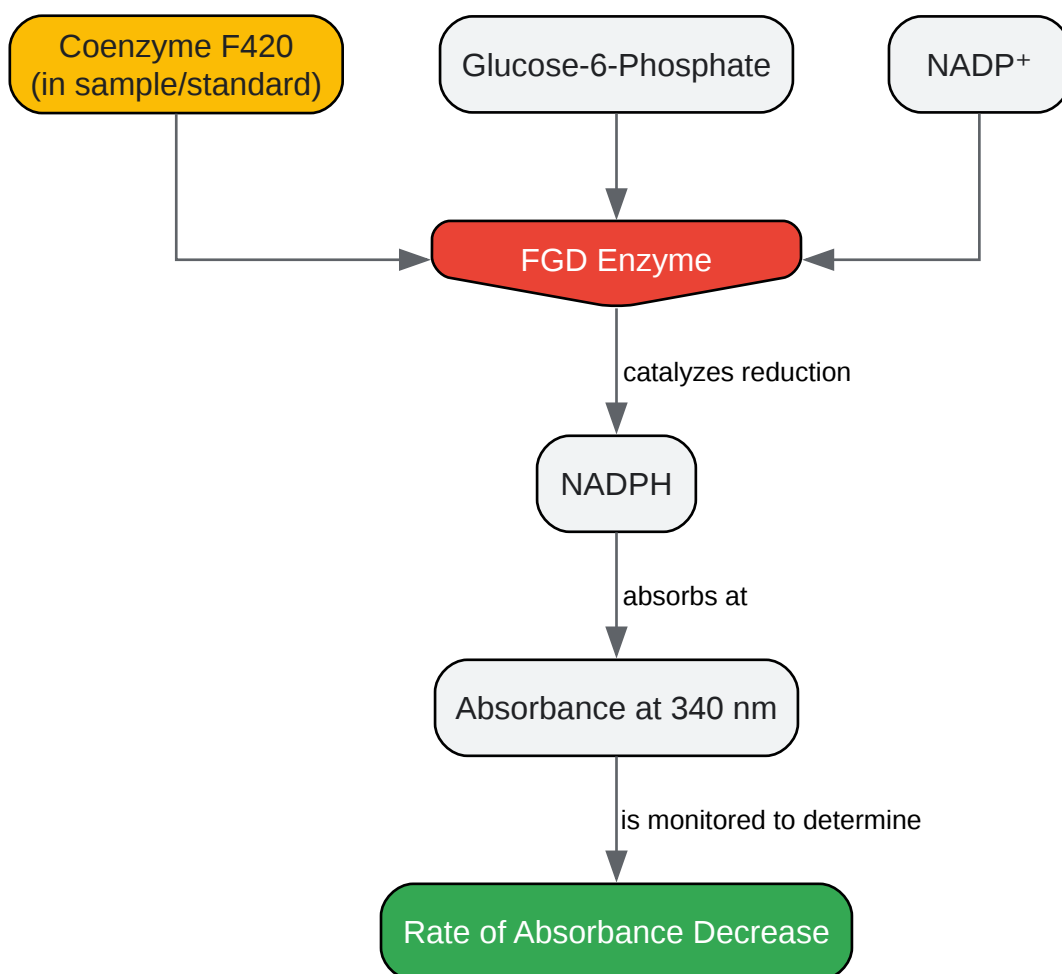 Coenzyme F420
(in sample/standard)
Glucose-6-Phosphate
NADP⁺
FGD Enzyme
catalyzes reduction
NADPH
absorbs at
Absorbance at 340 nm
is monitored to determine
Rate of Absorbance Decrease